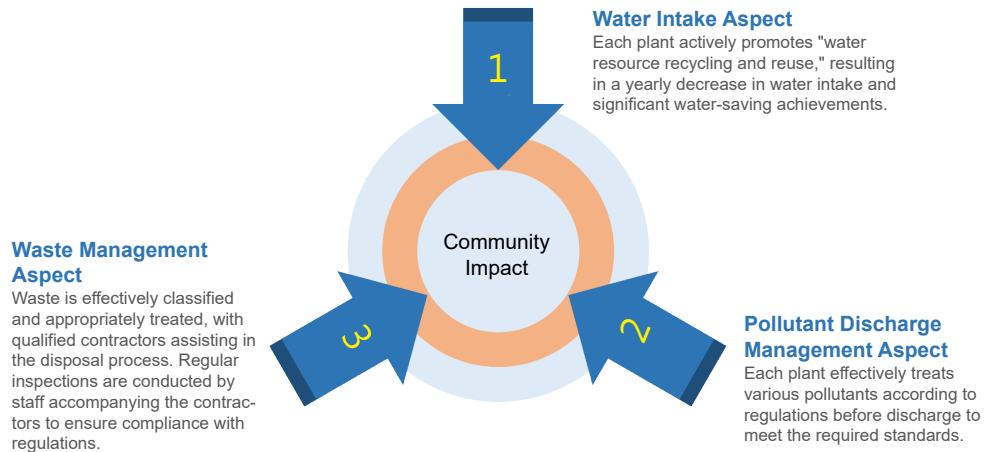 1
Water Intake Aspect
Each plant actively promotes "water
resource recycling and reuse," resulting
in a yearly decrease in water intake and
significant water-saving achievements.
Community
Impact
2
Pollutant Discharge
Management Aspect
Each plant effectively treats
various pollutants according to
regulations before discharge to
meet the required standards.
3
Waste Management
Aspect
Waste is effectively classified
and appropriately treated, with
qualified contractors assisting in
the disposal process. Regular
inspections are conducted by
staff accompanying the contrac-
tors to ensure compliance with
regulations.